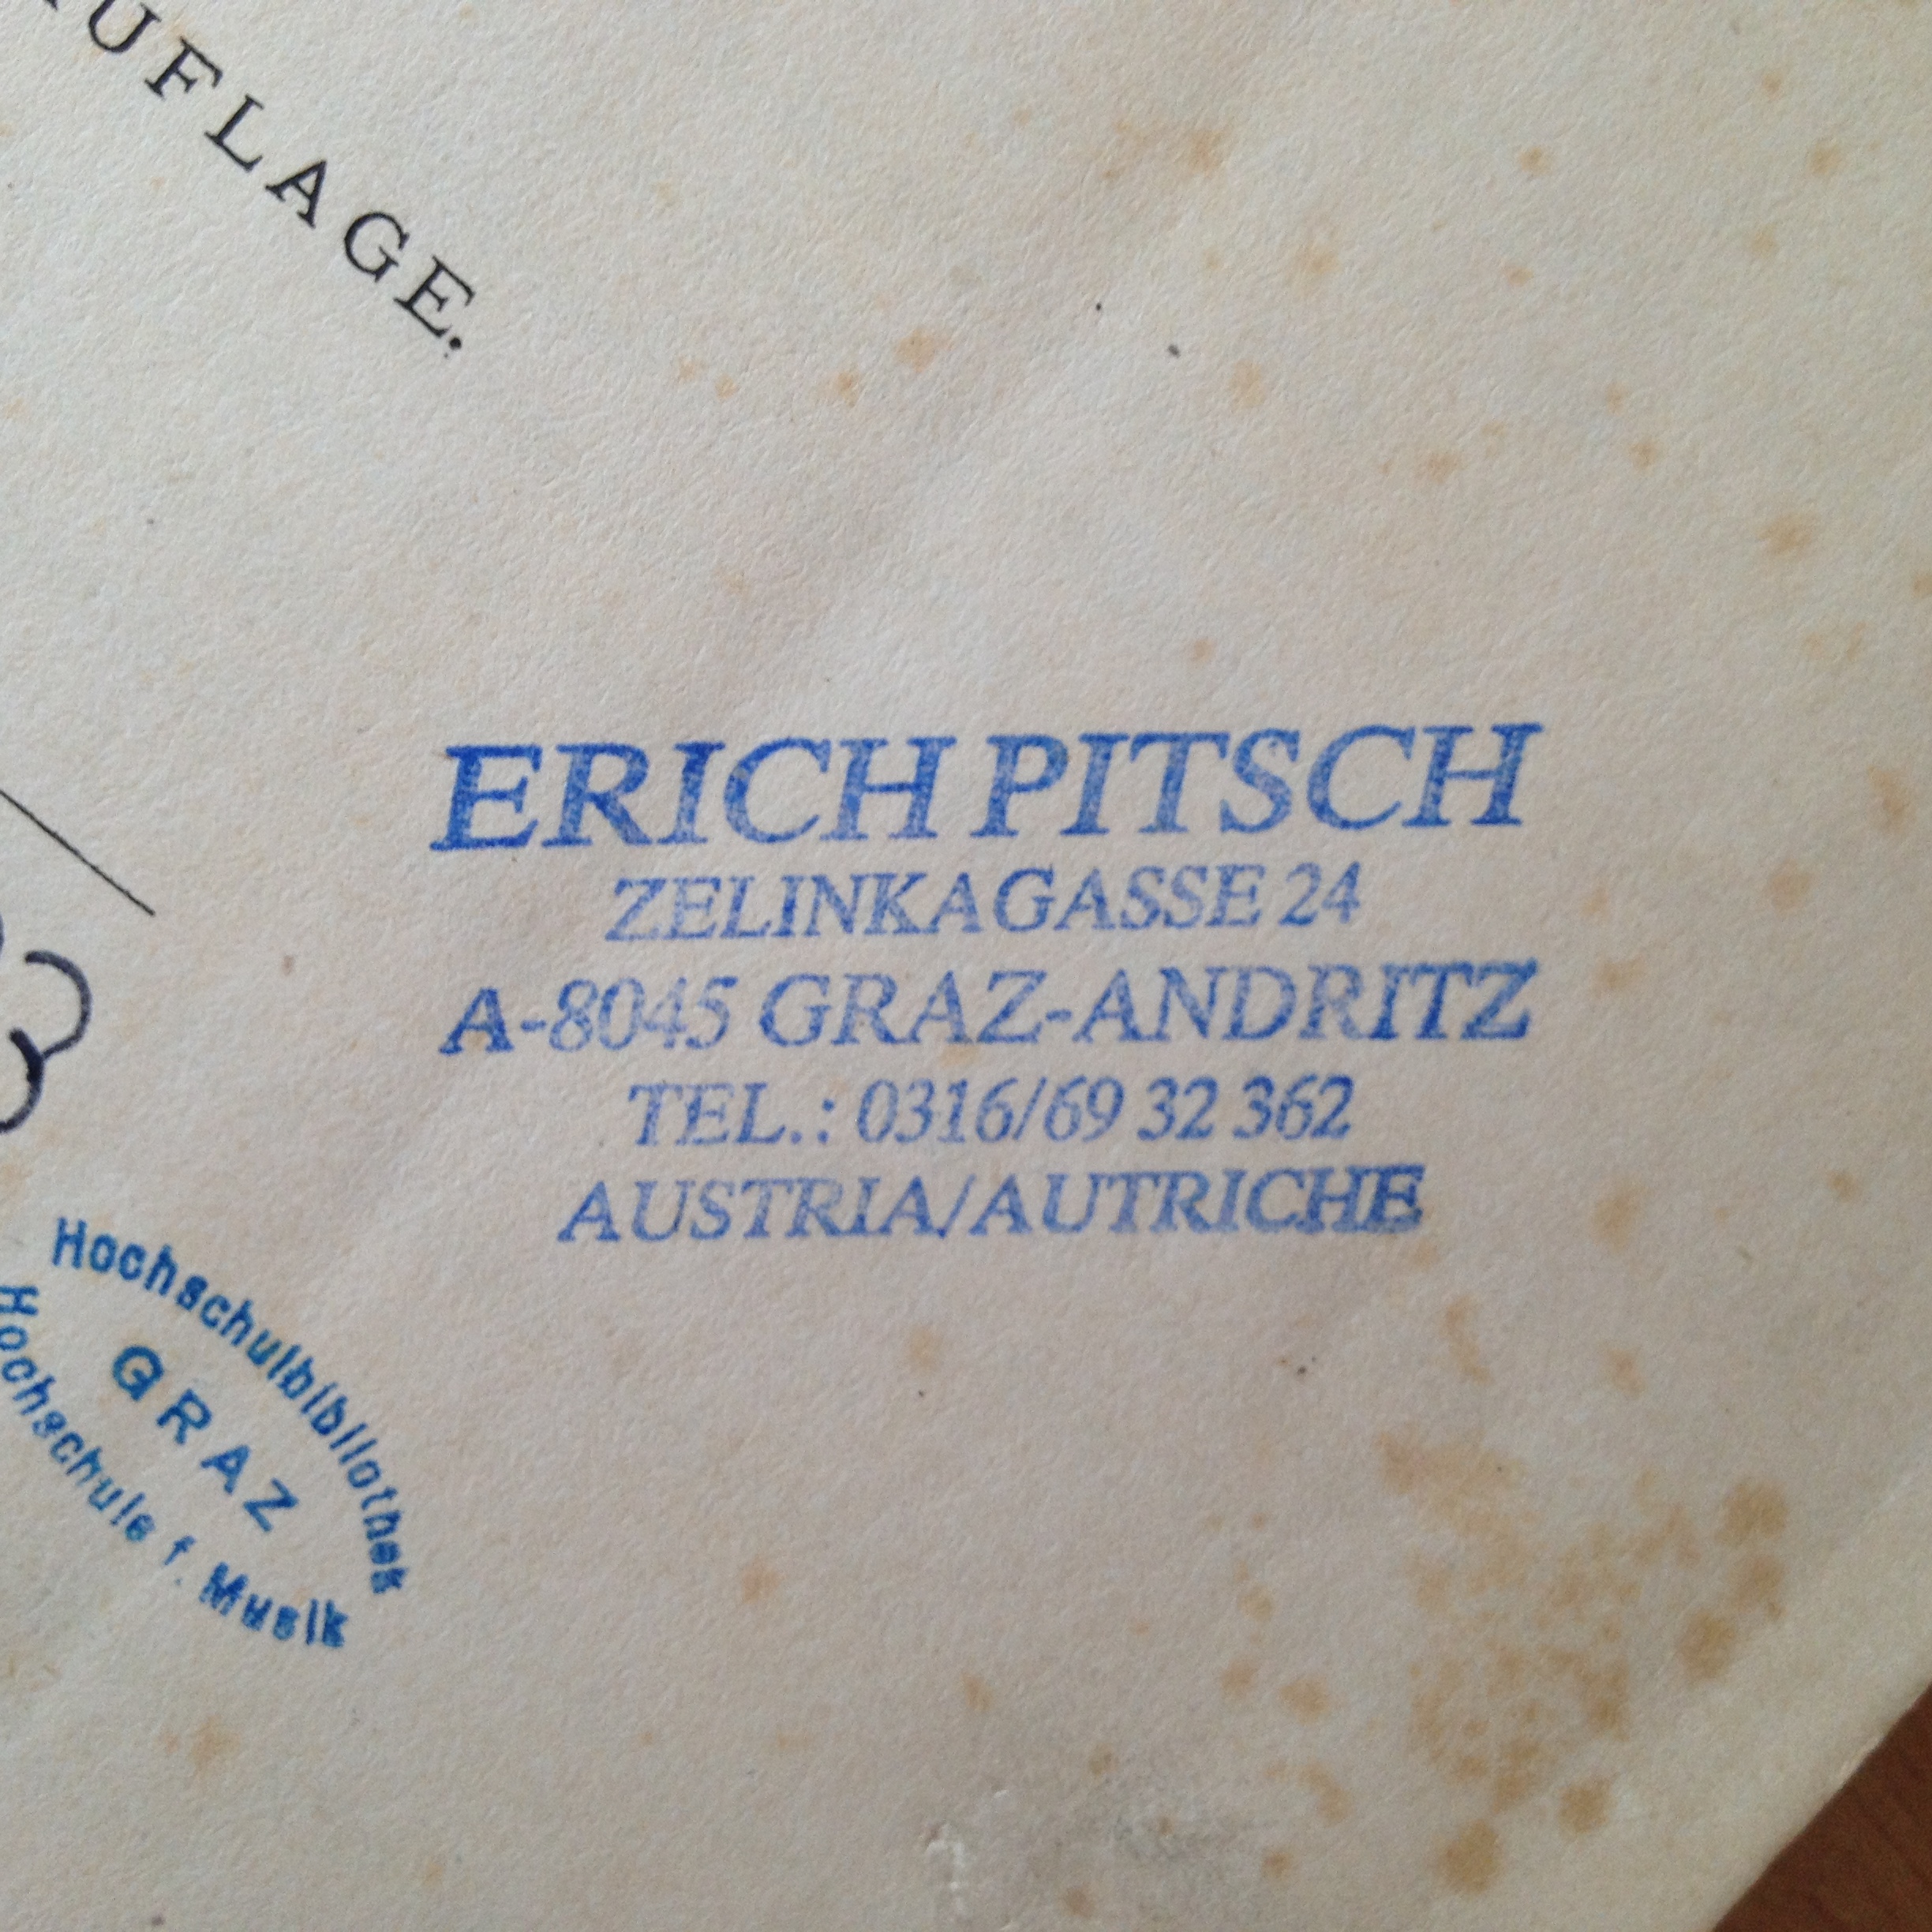 UFLAGE.
ERICH PITSCH
ZELINKAGASSE 24
A-8045 GRAZ-ANDRITZ
TEL.: 0316/69 32 362
AUSTRIA/AUTRICHE
3
Hochschulbibliothek
GRAZ
Hochschule f. Musik